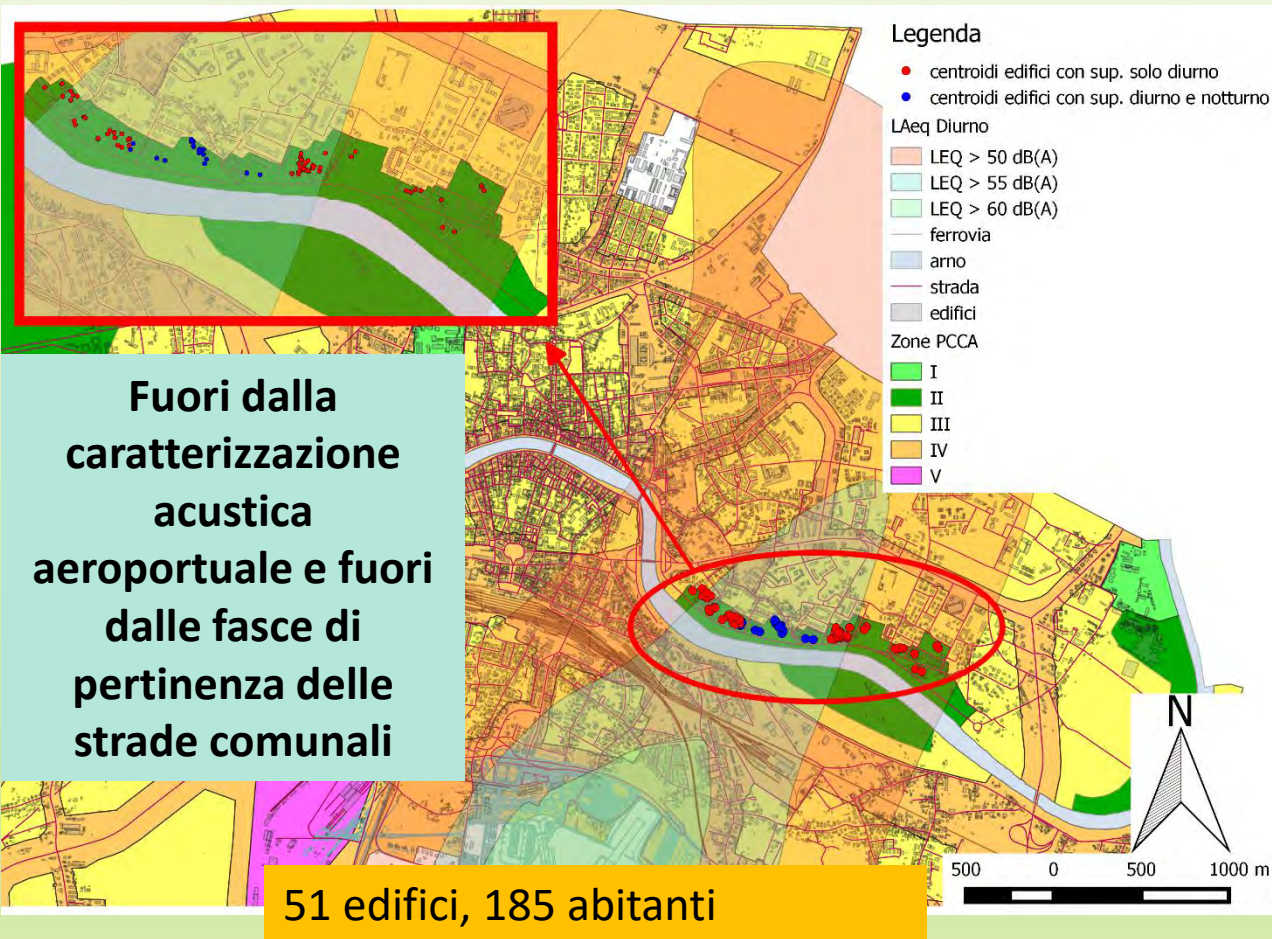 Legenda
centroidi edifici con sup. solo diurno
centroidi edifici con sup. diurno e notturno
LAeq Diurno
LEQ > 50 dB(A)
LEQ > 55 dB(A)
LEQ > 60 dB(A)
ferrovia
arno
strada
edifici
Zone PCCA
I
II
III
IV
V
Fuori dalla
caratterizzazione
acustica
aeroportuale e fuori
dalle fasce di
pertinenza delle
strade comunali
N
500 0 500 1000 m
51 edifici, 185 abitanti